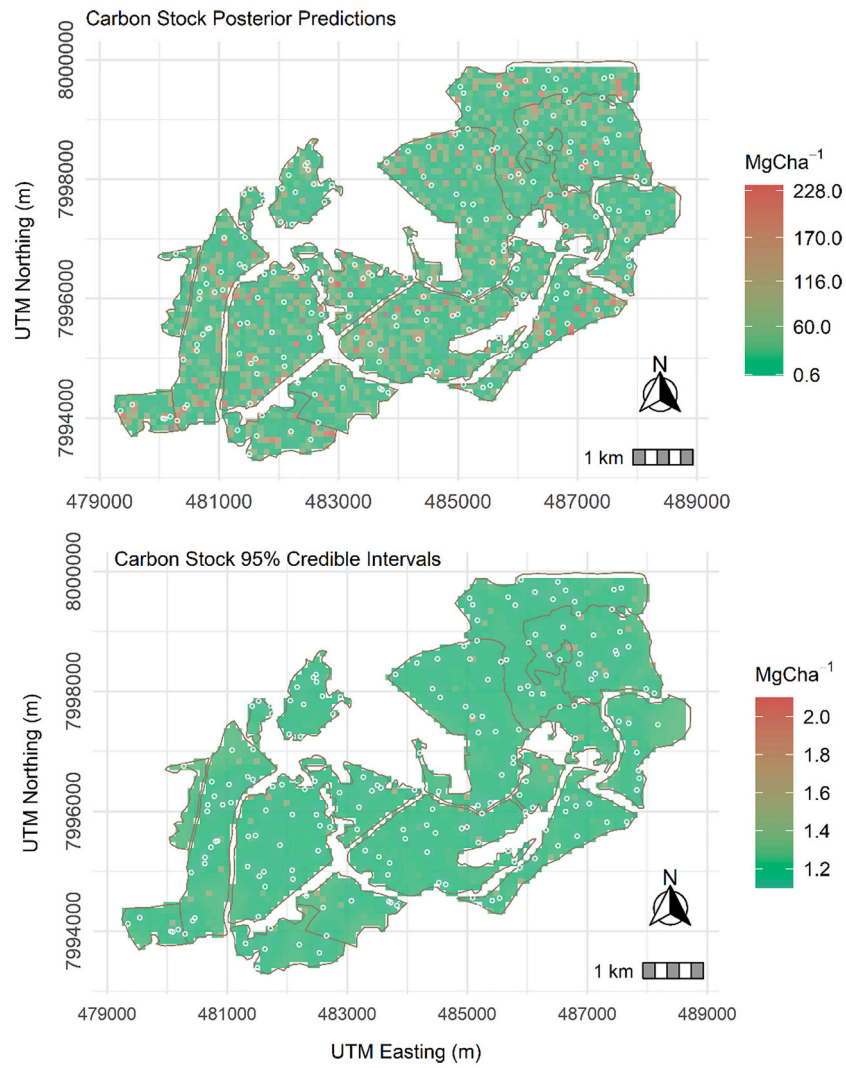 Carbon Stock Posterior Predictions
8000000
7998000
7996000
7994000
UTM Northing (m)
MgCha⁻¹
228.0
170.0
116.0
60.0
0.6
N
1 km
479000 481000 483000 485000 487000 489000
Carbon Stock 95% Credible Intervals
8000000
7998000
7996000
7994000
UTM Northing (m)
MgCha⁻¹
2.0
1.8
1.6
1.4
1.2
N
1 km
479000 481000 483000 485000 487000 489000
UTM Easting (m)